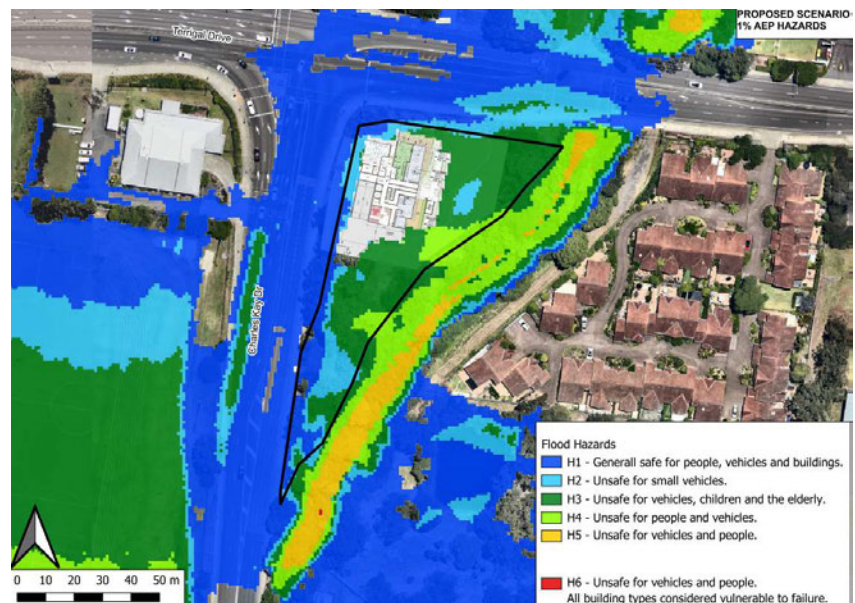 PROPOSED SCENARIO
1% AEP HAZARDS
Terrigal Drive
Charles Kay Dr
Flood Hazards
H1 - Generall safe for people, vehicles and buildings.
H2 - Unsafe for small vehicles.
H3 - Unsafe for vehicles, children and the elderly.
H4 - Unsafe for people and vehicles.
H5 - Unsafe for vehicles and people.
H6 - Unsafe for vehicles and people.
All building types considered vulnerable to failure.
0 10 20 30 40 50 m